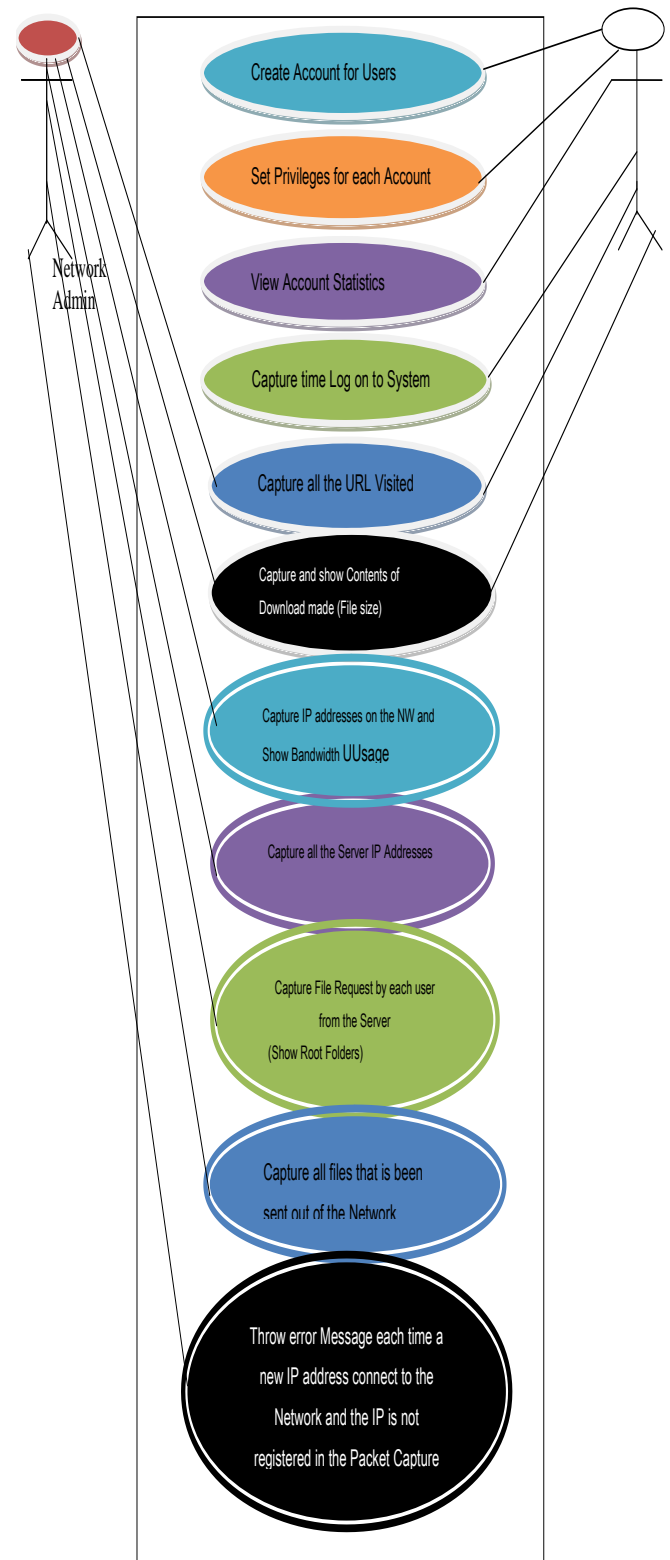 Create Account for Users
Set Privileges for each Account
Network
Admin
View Account Statistics
Capture time Log on to System
Capture all the URL Visited
Capture and show Contents of
Download made (File size)
Capture IP addresses on the NW and
Show Bandwidth UUsage
Capture all the Server IP Addresses
Capture File Request by each user
from the Server
(Show Root Folders)
Capture all files that is been
sent out of the Network
Throw error Message each time a
new IP address connect to the
Network and the IP is not
registered in the Packet Capture